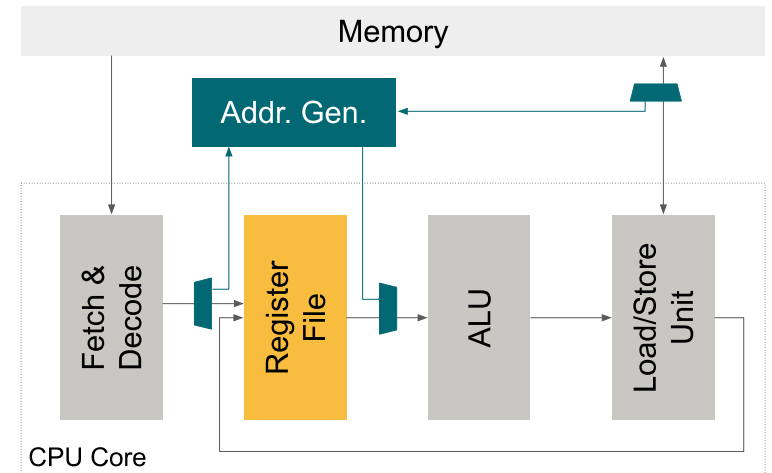 Memory
Addr. Gen.
Fetch &
Decode
Register
File
ALU
Load/Store
Unit
CPU Core